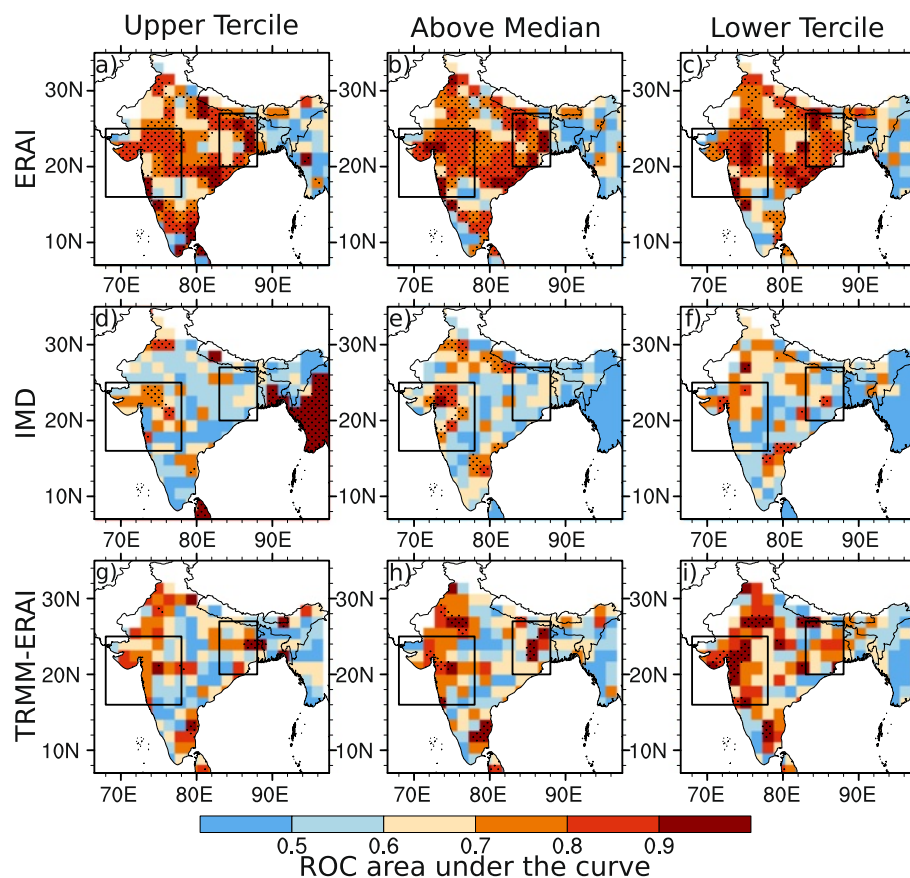 Upper Tercile Above Median Lower Tercile
ERAI
a) b) c)
30N 30N 30N
20N 20N 20N
10N 10N 10N
70E 80E 90E 70E 80E 90E 70E 80E 90E
IMD
d) e) f)
30N 30N 30N
20N 20N 20N
10N 10N 10N
70E 80E 90E 70E 80E 90E 70E 80E 90E
TRMM-ERAI
g) h) i)
30N 30N 30N
20N 20N 20N
10N 10N 10N
70E 80E 90E 70E 80E 90E 70E 80E 90E
0.5 0.6 0.7 0.8 0.9
ROC area under the curve